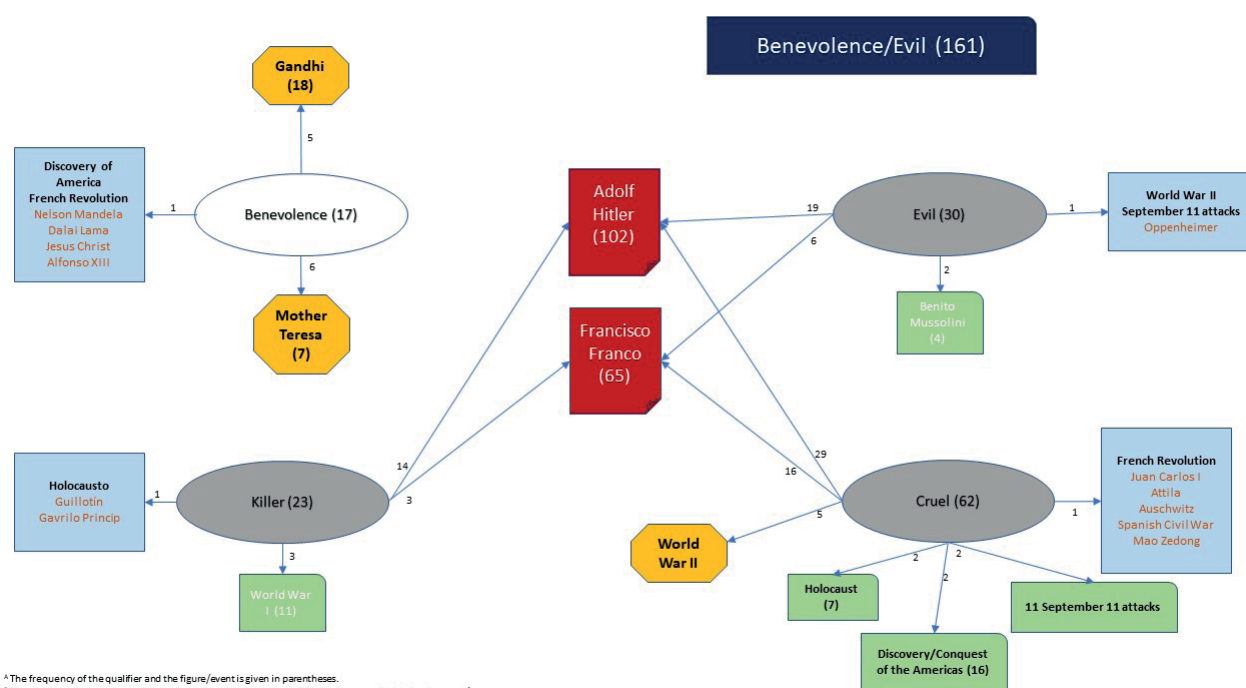 Benevolence/Evil (161)
Gandhi
(18)
5
Discovery of
America
French Revolution
Nelson Mandela
Dalai Lama
Jesus Christ
Alfonso XIII
1
Benevolence (17)
6
Mother
Teresa
(7)
Adolf
Hitler
(102)
Francisco
Franco
(65)
19
6
Evil (30)
1
World War II
September 11 attacks
Oppenheimer
2
Benito
Mussolini
(4)
Holocausto
Guillotín
Gavrilo Princip
1
Killer (23)
14
3
3
World War
I (11)
29
16
5
Cruel (62)
1
French Revolution
Juan Carlos I
Attila
Auschwitz
Spanish Civil War
Mao Zedong
World
War II
2
2
2
Holocaust
(7)
11 September 11 attacks
Discovery/Conquest
of the Americas (16)
A The frequency of the qualifier and the figure/event is given in parentheses.